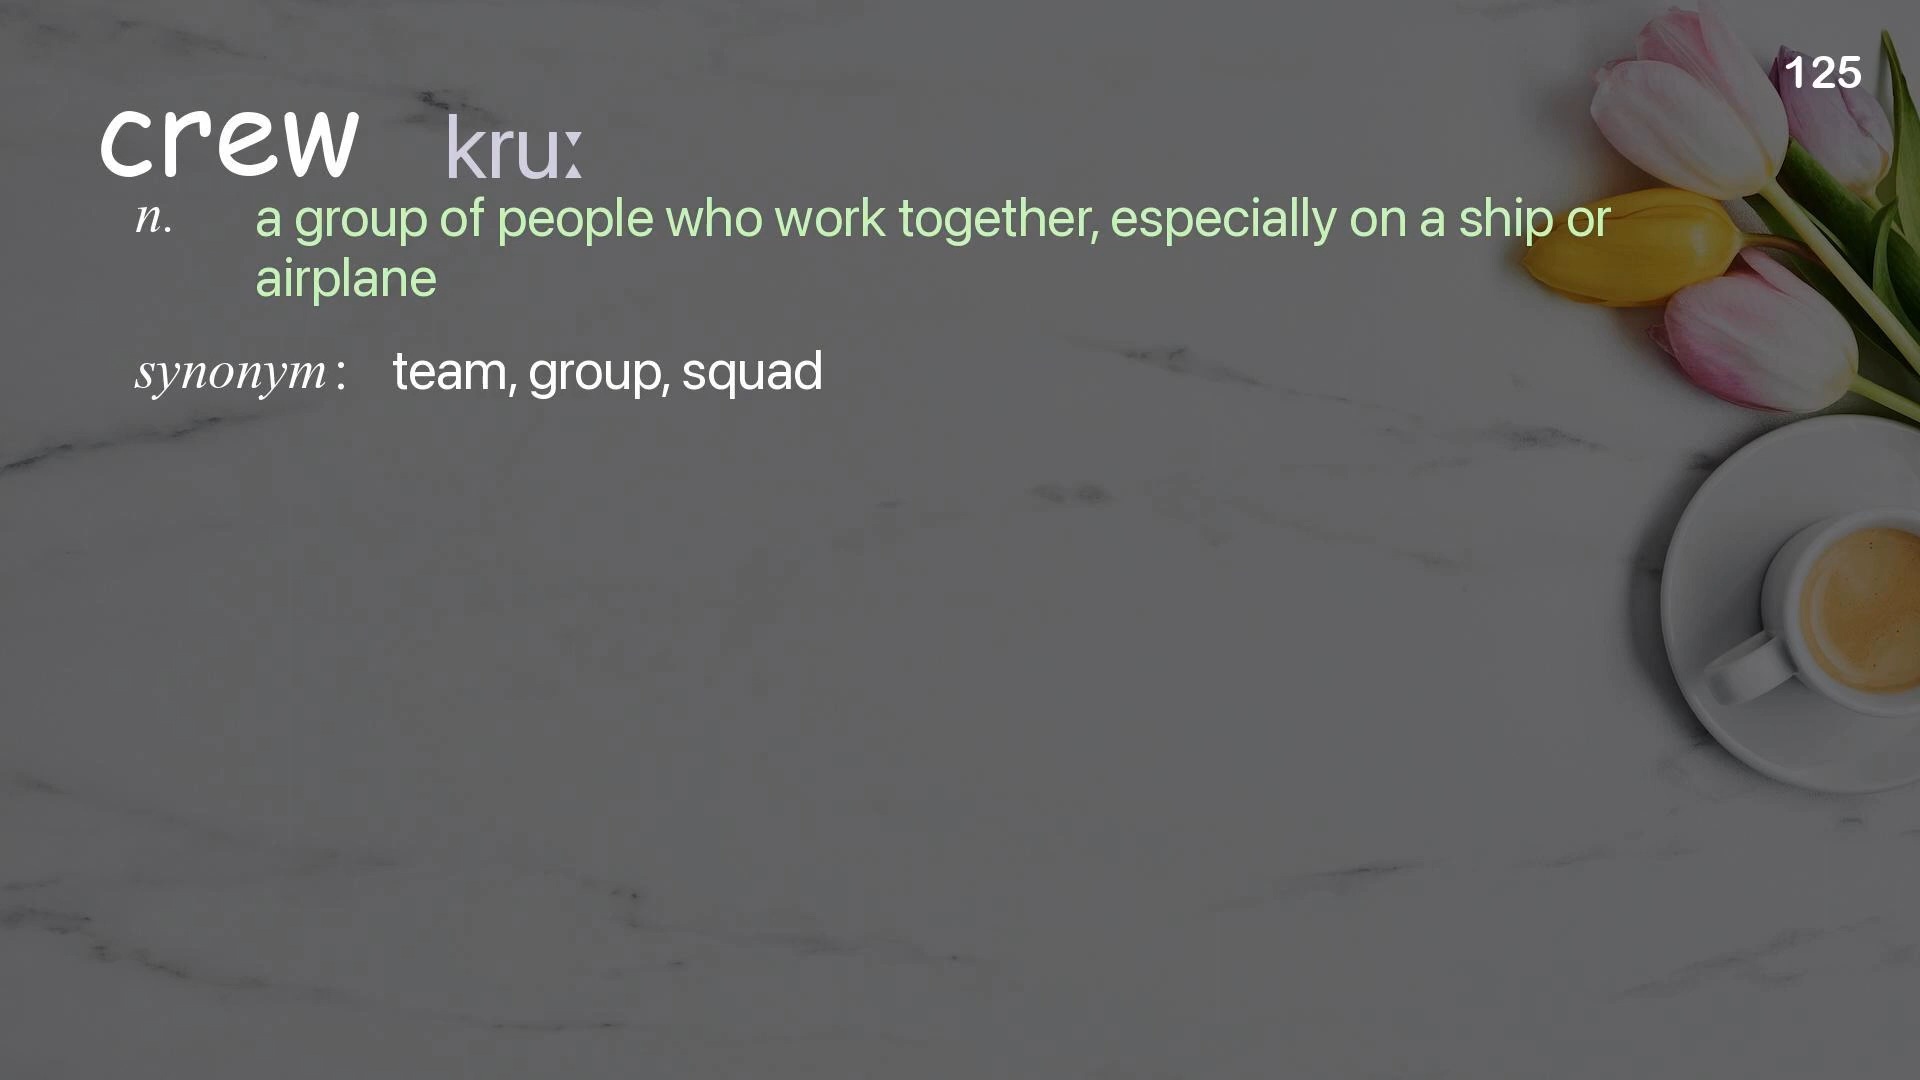 125
crew kruː
n. a group of people who work together, especially on a ship or
airplane
synonym : team, group, squad